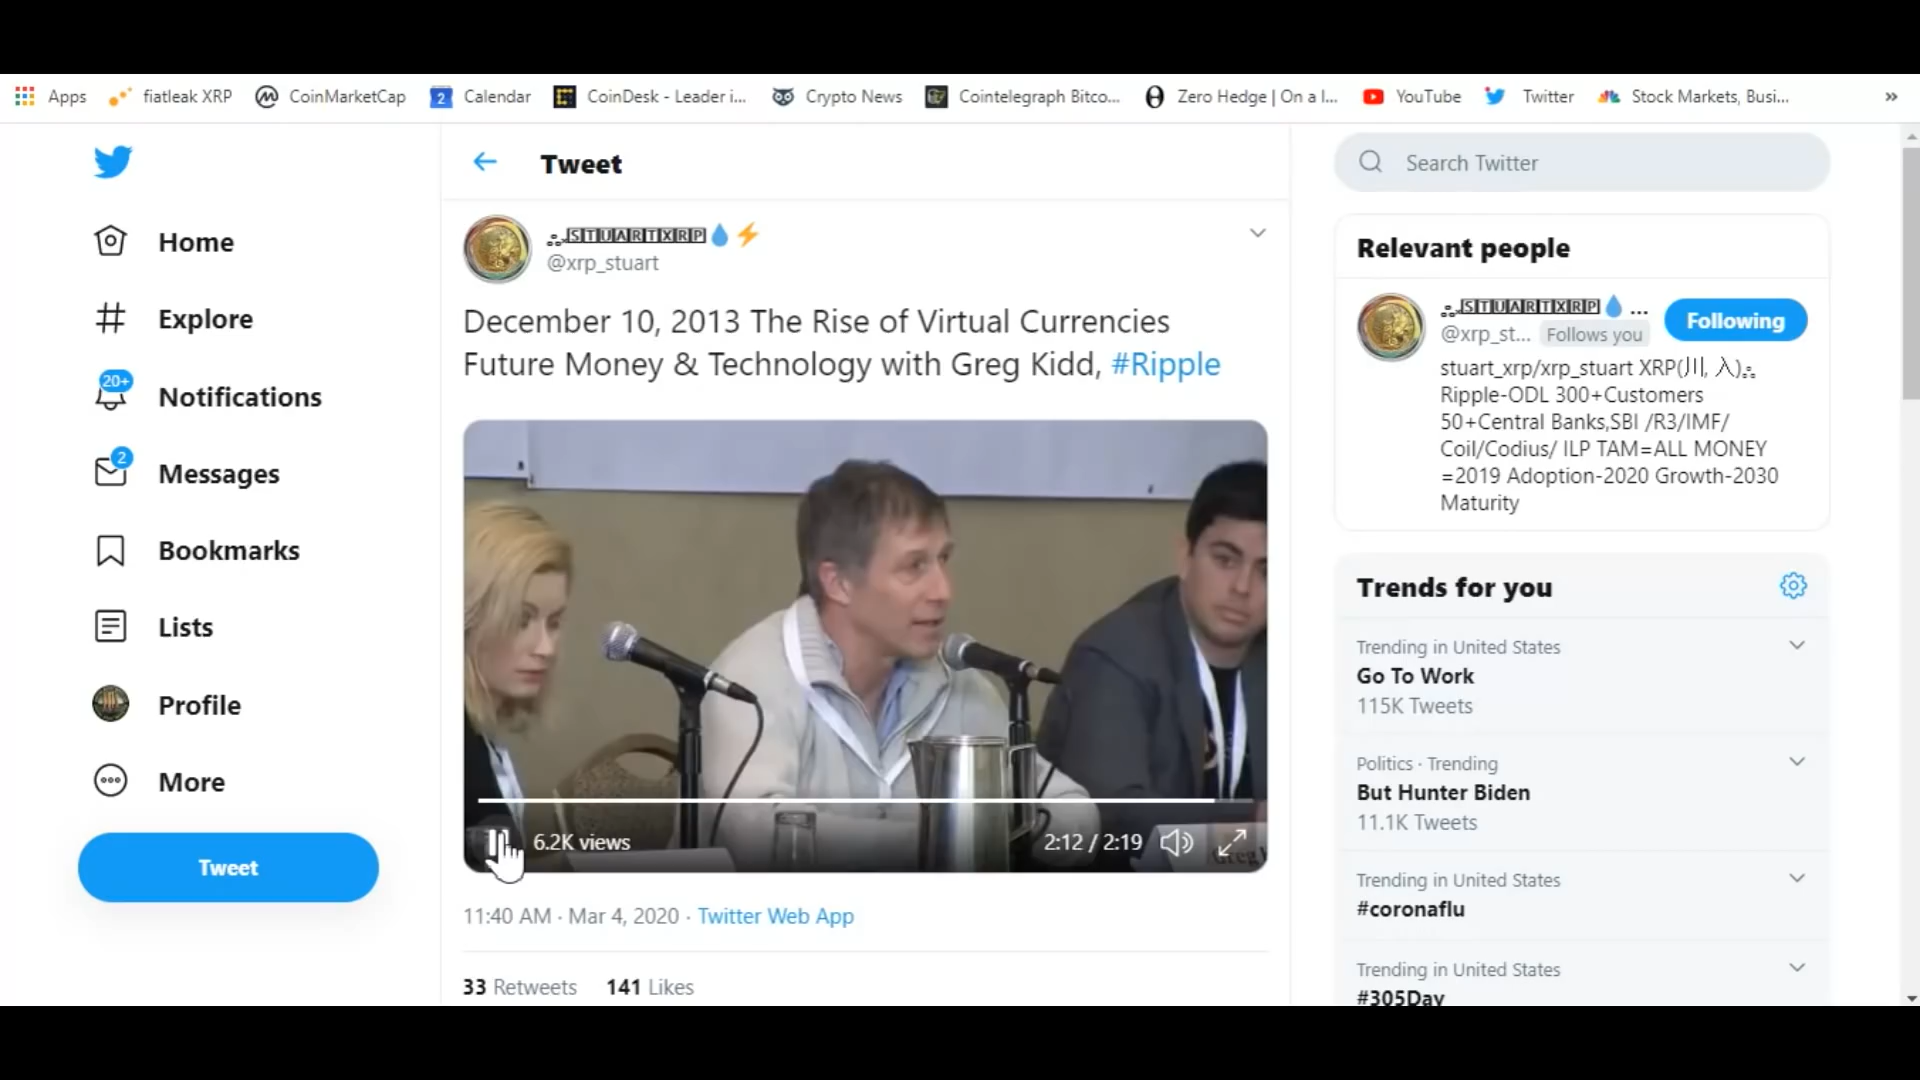 Apps
fiatleak XRP
CoinMarketCap
2
Calendar
CoinDesk - Leader i...
Crypto News
Cointelegraph Bitco...
Zero Hedge | On a l...
YouTube
Twitter
Stock Markets, Busi...
»
Home
Explore
20+
Notifications
2
Messages
Bookmarks
Lists
Profile
More
Tweet
Tweet
STUARTXRP💧⚡
@xrp_stuart
December 10, 2013 The Rise of Virtual Currencies
Future Money & Technology with Greg Kidd, #Ripple
6.2K views
2:12 / 2:19
11:40 AM · Mar 4, 2020 · Twitter Web App
33 Retweets 141 Likes
Search Twitter
Relevant people
STUARTXRP💧 ...
@xrp_st... Follows you
Following
stuart_xrp/xrp_stuart XRP(川, 入)
Ripple-ODL 300+Customers
50+Central Banks,SBI /R3/IMF/
Coil/Codius/ ILP TAM=ALL MONEY
=2019 Adoption-2020 Growth-2030
Maturity
Trends for you
Trending in United States
Go To Work
115K Tweets
Politics · Trending
But Hunter Biden
11.1K Tweets
Trending in United States
#coronaflu
Trending in United States
#305Day